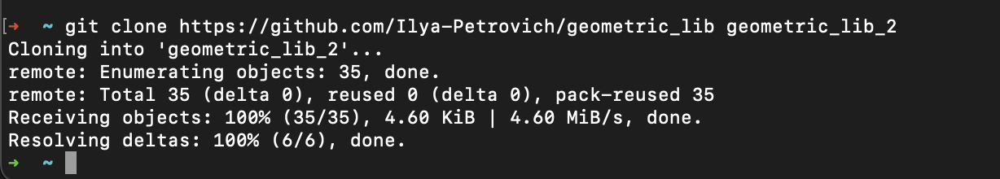 [➜ ~ git clone https://github.com/Ilya-Petrovich/geometric_lib geometric_lib_2
Cloning into 'geometric_lib_2'...
remote: Enumerating objects: 35, done.
remote: Total 35 (delta 0), reused 0 (delta 0), pack-reused 35
Receiving objects: 100% (35/35), 4.60 KiB | 4.60 MiB/s, done.
Resolving deltas: 100% (6/6), done.
➜ ~